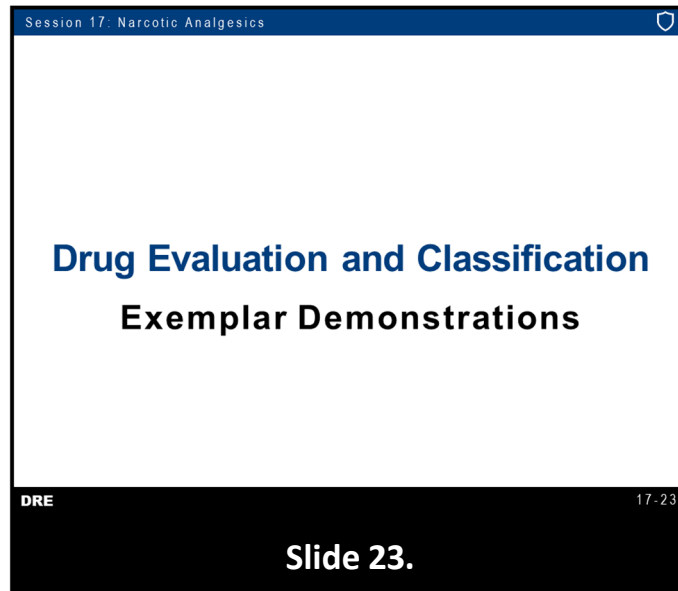 Session 17: Narcotic Analgesics
Drug Evaluation and Classification
Exemplar Demonstrations
DRE
17-23
Slide 23.